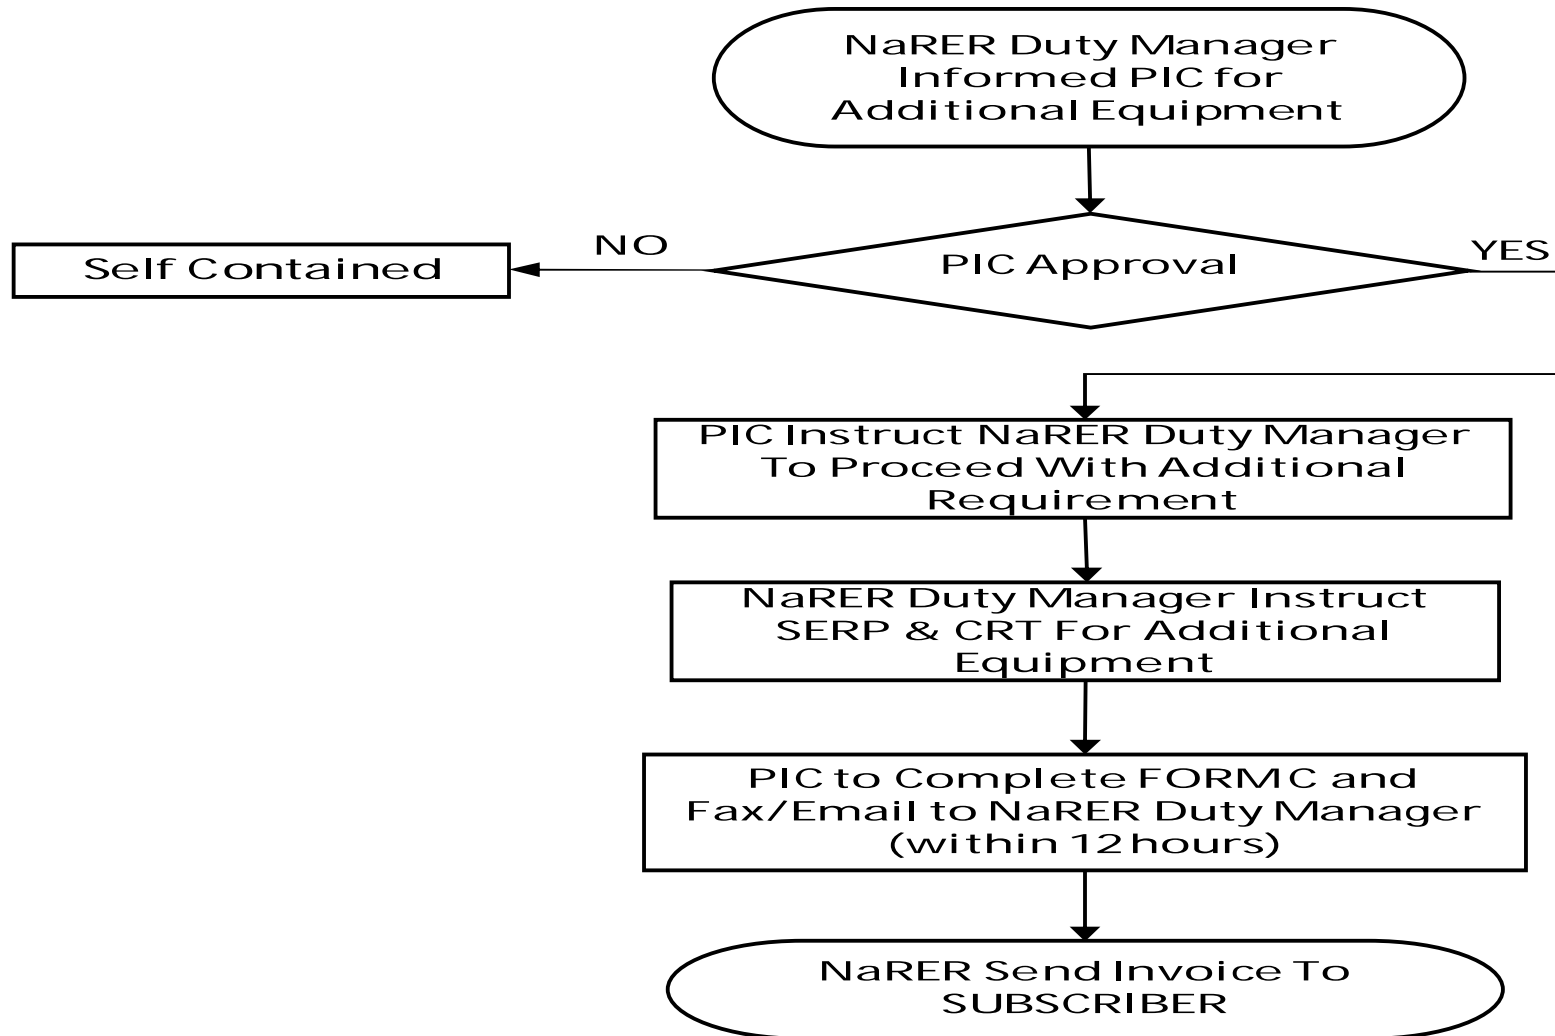 NaRER Duty Manager
Informed PIC for
Additional Equipment
NO
YES
Self Contained
PIC Approval
PIC Instruct NaRER Duty Manager
To Proceed With Additional
Requirement
NaRER Duty Manager Instruct
SERP & CRT For Additional
Equipment
PIC to Complete FORM C and
Fax/Email to NaRER Duty Manager
(within 12 hours)
NaRER Send Invoice To
SUBSCRIBER